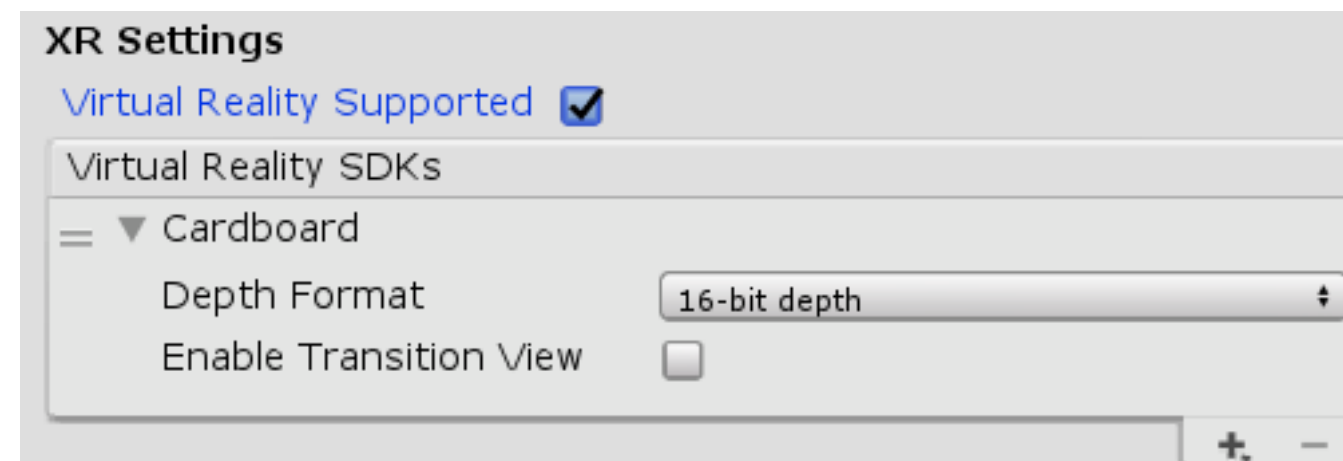 XR Settings
Virtual Reality Supported
Virtual Reality SDKs
Cardboard
Depth Format 16-bit depth
Enable Transition View